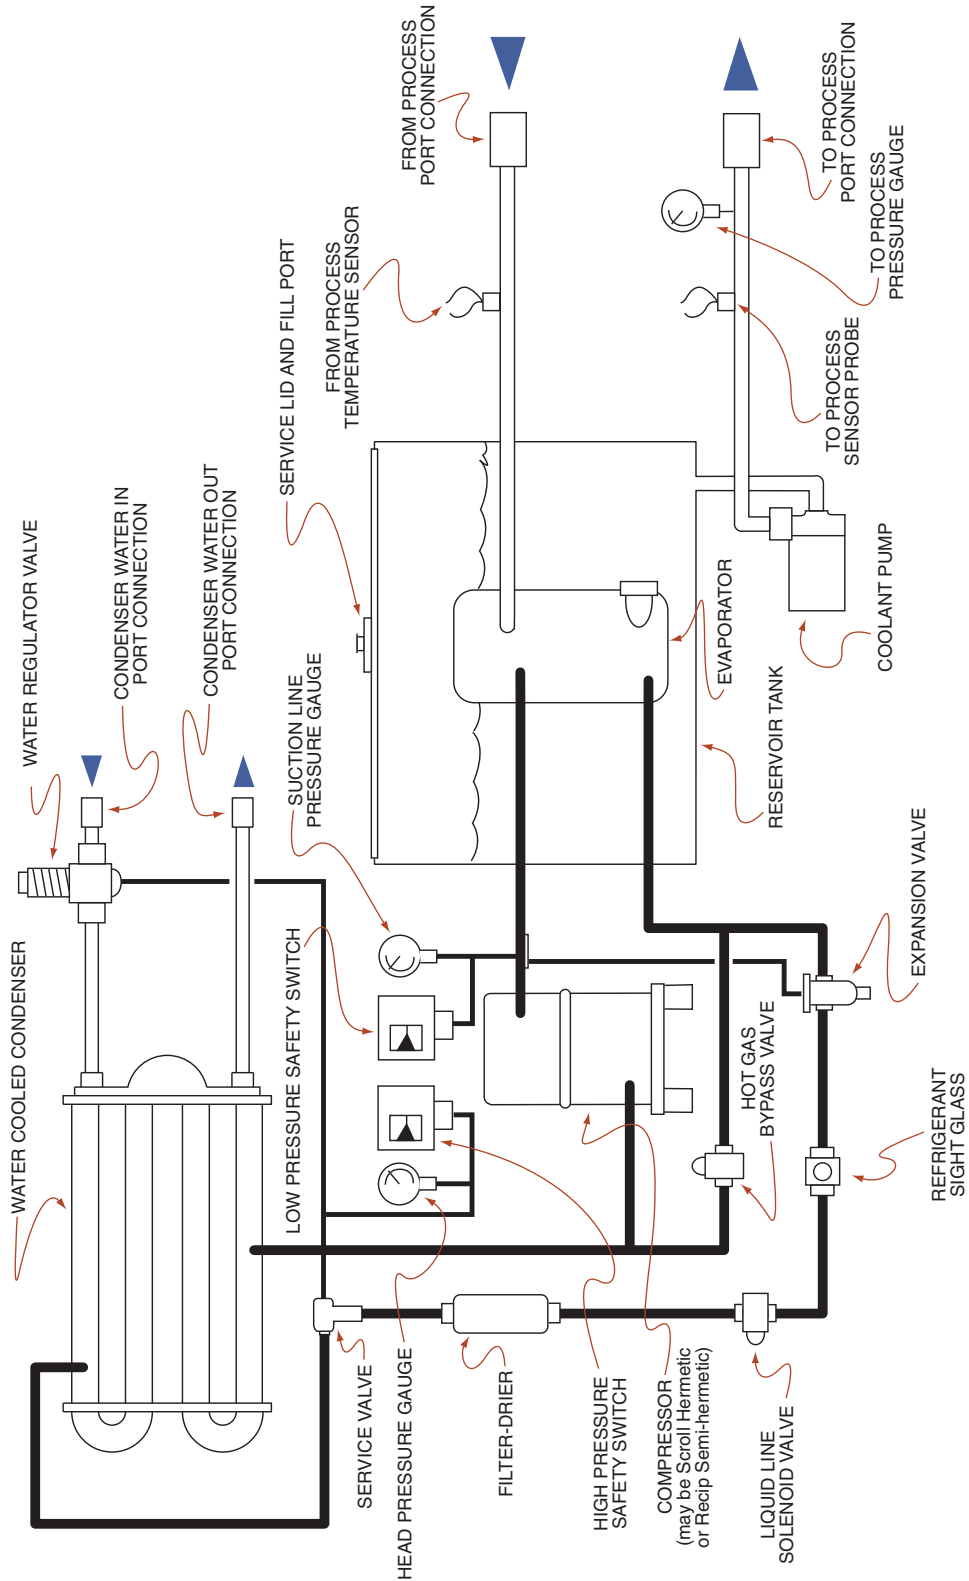 WATER COOLED CONDENSER
WATER REGULATOR VALVE
CONDENSER WATER IN
PORT CONNECTION
CONDENSER WATER OUT
PORT CONNECTION
LOW PRESSURE SAFETY SWITCH
SUCTION LINE
PRESSURE GAUGE
SERVICE LID AND FILL PORT
FROM PROCESS
TEMPERATURE SENSOR
FROM PROCESS
PORT CONNECTION
SERVICE VALVE
HEAD PRESSURE GAUGE
FILTER-DRIER
HIGH PRESSURE
SAFETY SWITCH
COMPRESSOR
(may be Scroll Hermetic
or Recip Semi-hermetic)
LIQUID LINE
SOLENOID VALVE
HOT GAS
BYPASS VALVE
REFRIGERANT
SIGHT GLASS
EXPANSION VALVE
RESERVOIR TANK
EVAPORATOR
COOLANT PUMP
TO PROCESS
SENSOR PROBE
TO PROCESS
PRESSURE GAUGE
TO PROCESS
PORT CONNECTION